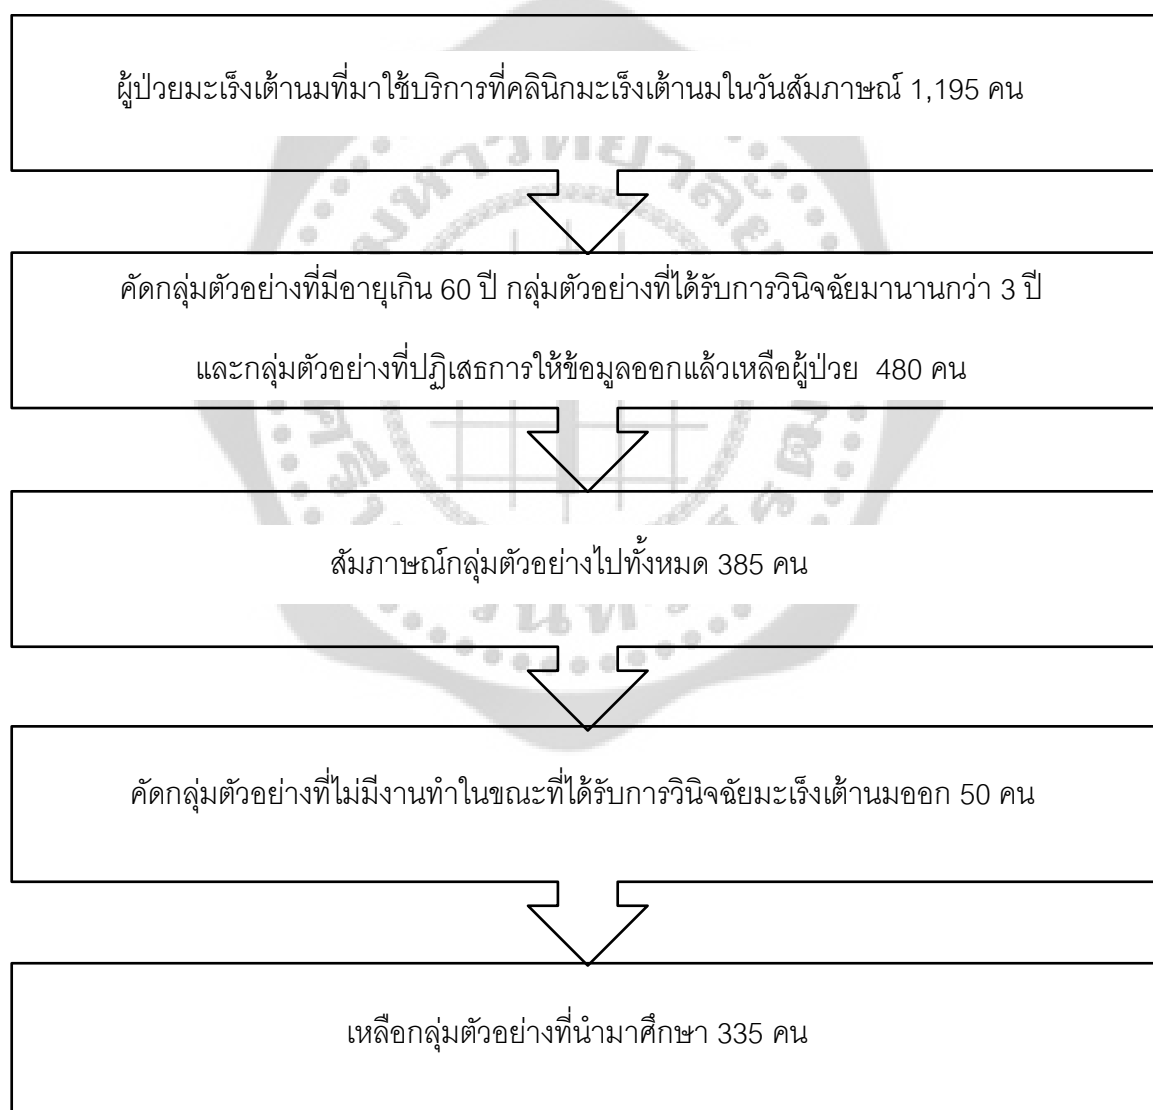 ผู้ป่วยมะเร็งเต้านมที่มาใช้บริการที่คลินิกมะเร็งเต้านมในวันสัมภาษณ์ 1,195 คน
คัดกลุ่มตัวอย่างที่มีอายุเกิน 60 ปี กลุ่มตัวอย่างที่ได้รับการวินิจฉัยมานานกว่า 3 ปี
และกลุ่มตัวอย่างที่ปฏิเสธการให้ข้อมูลออกแล้วเหลือผู้ป่วย 480 คน
สัมภาษณ์กลุ่มตัวอย่างไปทั้งหมด 385 คน
คัดกลุ่มตัวอย่างที่ไม่มีงานทำในขณะที่ได้รับการวินิจฉัยมะเร็งเต้านมออก 50 คน
เหลือกลุ่มตัวอย่างที่นำมาศึกษา 335 คน